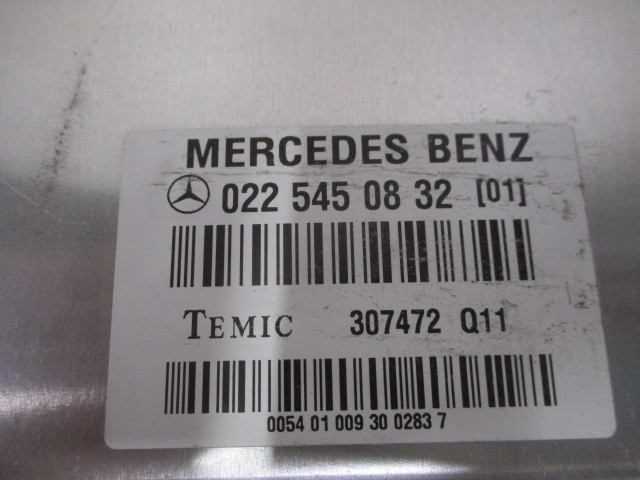 MERCEDES BENZ
022 545 08 32 [01]
TEMIC 307472 Q11
0054 01 009 30 0283 7